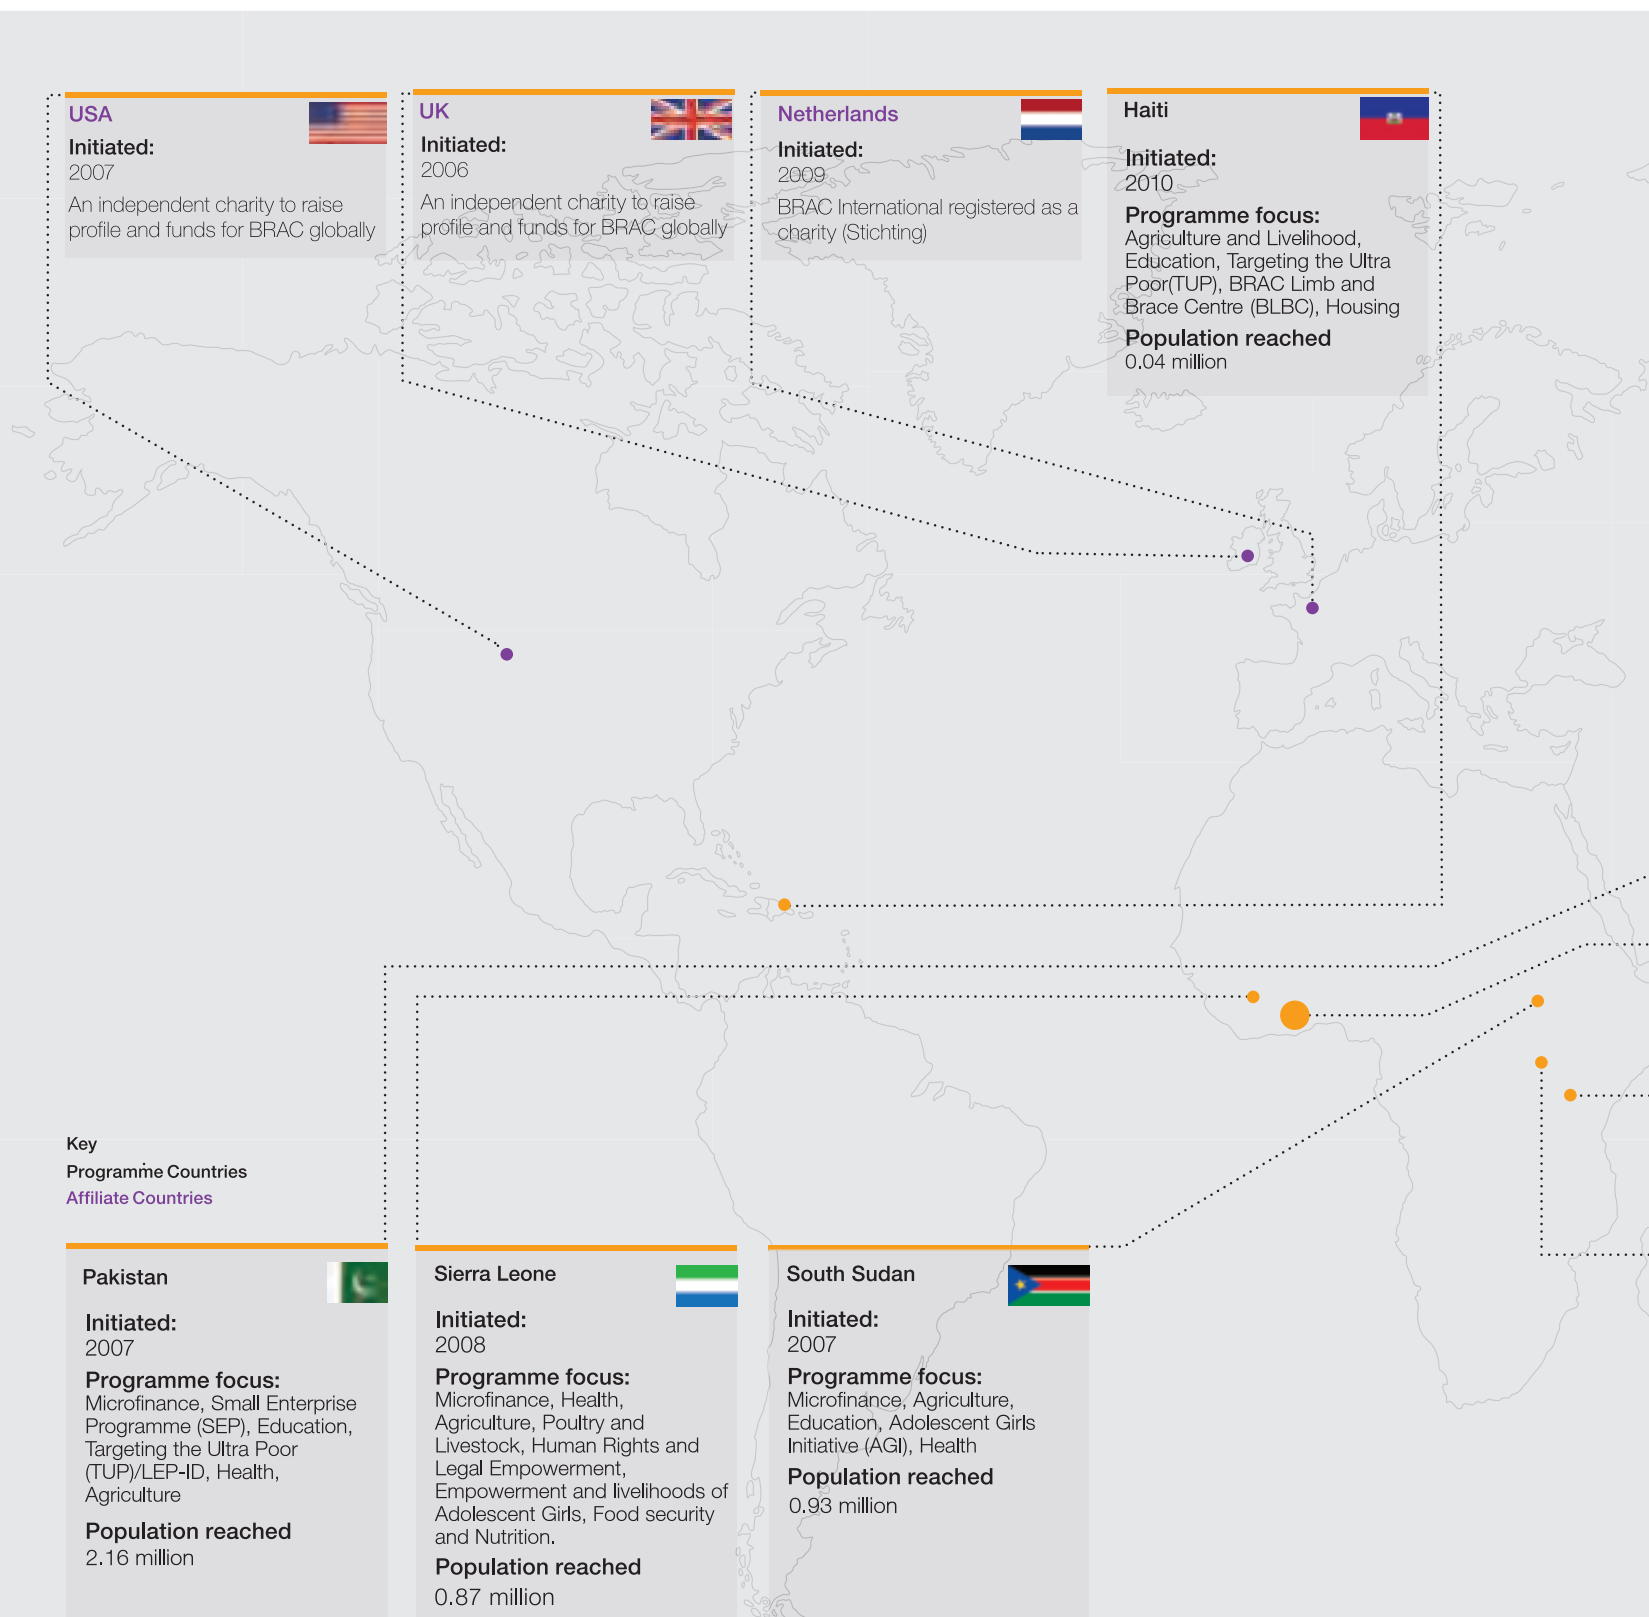 USA
Initiated:
2007
An independent charity to raise
profile and funds for BRAC globally
UK
Initiated:
2006
An independent charity to raise
profile and funds for BRAC globally
Netherlands
Initiated:
2009
BRAC International registered as a
charity (Stichting)
Haiti
Initiated:
2010
Programme focus:
Agriculture and Livelihood,
Education, Targeting the Ultra
Poor(TUP), BRAC Limb and
Brace Centre (BLBC), Housing
Population reached
0.04 million
Key
Programme Countries
Affiliate Countries
Pakistan
Initiated:
2007
Programme focus:
Microfinance, Small Enterprise
Programme (SEP), Education,
Targeting the Ultra Poor
(TUP)/LEP-ID, Health,
Agriculture
Population reached
2.16 million
Sierra Leone
Initiated:
2008
Programme focus:
Microfinance, Health,
Agriculture, Poultry and
Livestock, Human Rights and
Legal Empowerment,
Empowerment and livelihoods of
Adolescent Girls, Food security
and Nutrition.
Population reached
0.87 million
South Sudan
Initiated:
2007
Programme focus:
Microfinance, Agriculture,
Education, Adolescent Girls
Initiative (AGI), Health
Population reached
0.93 million